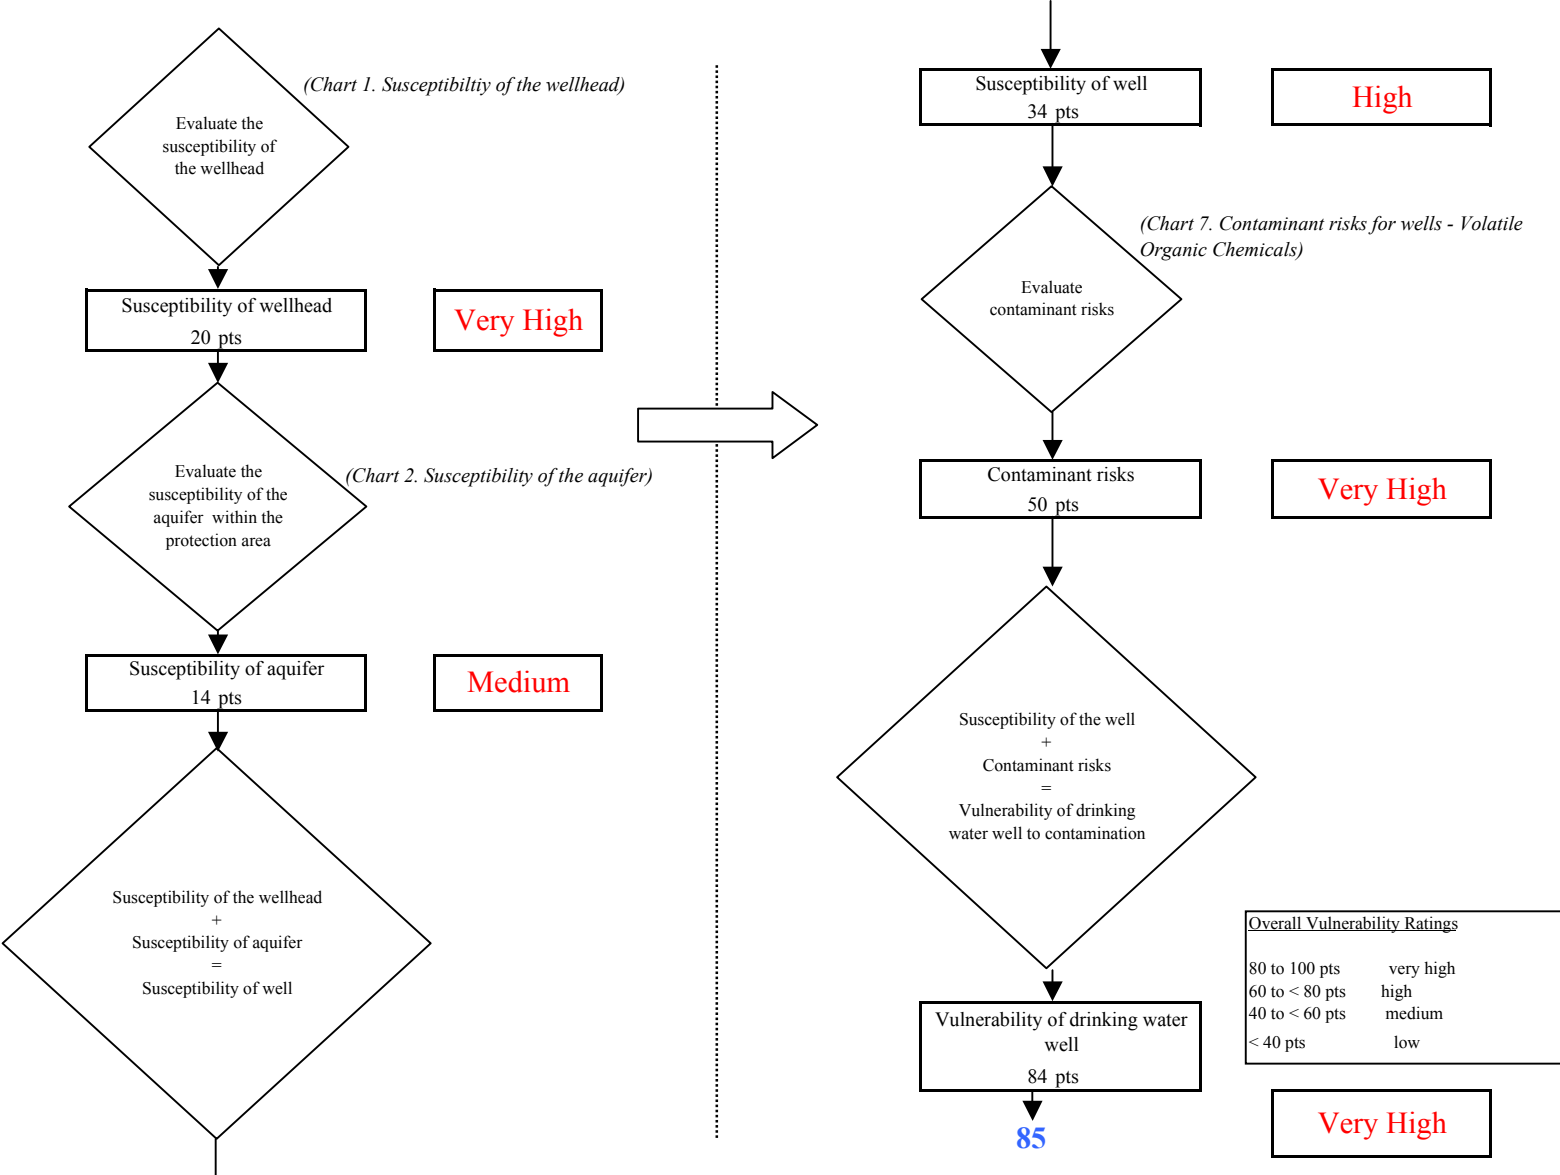 (Chart 1. Susceptibiltiy of the wellhead)
Evaluate the
susceptibility of
the wellhead
Susceptibility of wellhead
20 pts
Very High
Evaluate the
susceptibility of the
aquifer within the
protection area
(Chart 2. Susceptibility of the aquifer)
Susceptibility of aquifer
14 pts
Medium
Susceptibility of the wellhead
+
Susceptibility of aquifer
=
Susceptibility of well
Susceptibility of well
34 pts
High
(Chart 7. Contaminant risks for wells - Volatile
Organic Chemicals)
Evaluate
contaminant risks
Contaminant risks
50 pts
Very High
Susceptibility of the well
+
Contaminant risks
=
Vulnerability of drinking
water well to contamination
Overall Vulnerability Ratings
80 to 100 pts very high
60 to < 80 pts high
40 to < 60 pts medium
< 40 pts low
Vulnerability of drinking water
well
84 pts
85
Very High